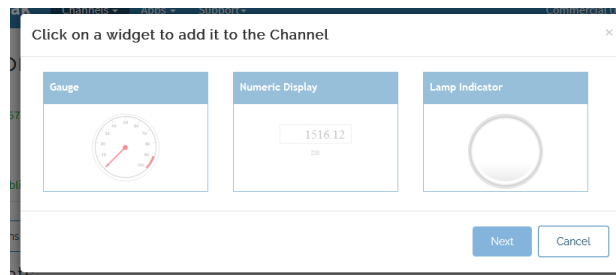 Channels Apps Support Commercial U
Click on a widget to add it to the Channel ×
Gauge Numeric Display Lamp Indicator
1516.12
Next Cancel